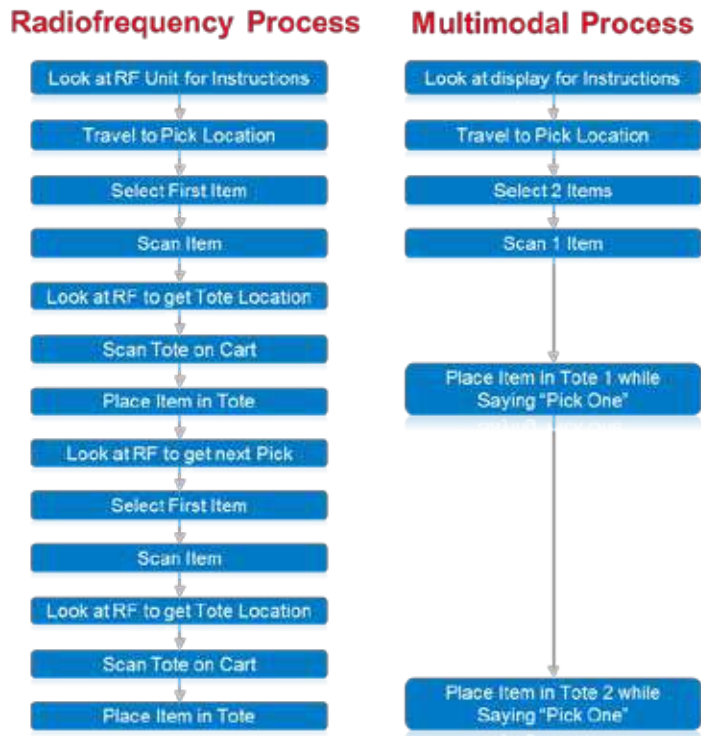 Radiofrequency Process
Look at RF Unit for Instructions
Travel to Pick Location
Select First Item
Scan Item
Look at RF to get Tote Location
Scan Tote on Cart
Place Item in Tote
Look at RF to get next Pick
Select First Item
Scan Item
Look at RF to get Tote Location
Scan Tote on Cart
Place Item in Tote
Multimodal Process
Look at display for Instructions
Travel to Pick Location
Select 2 Items
Scan 1 Item
Place Item in Tote 1 while
Saying "Pick One"
Place Item in Tote 2 while
Saying "Pick One"